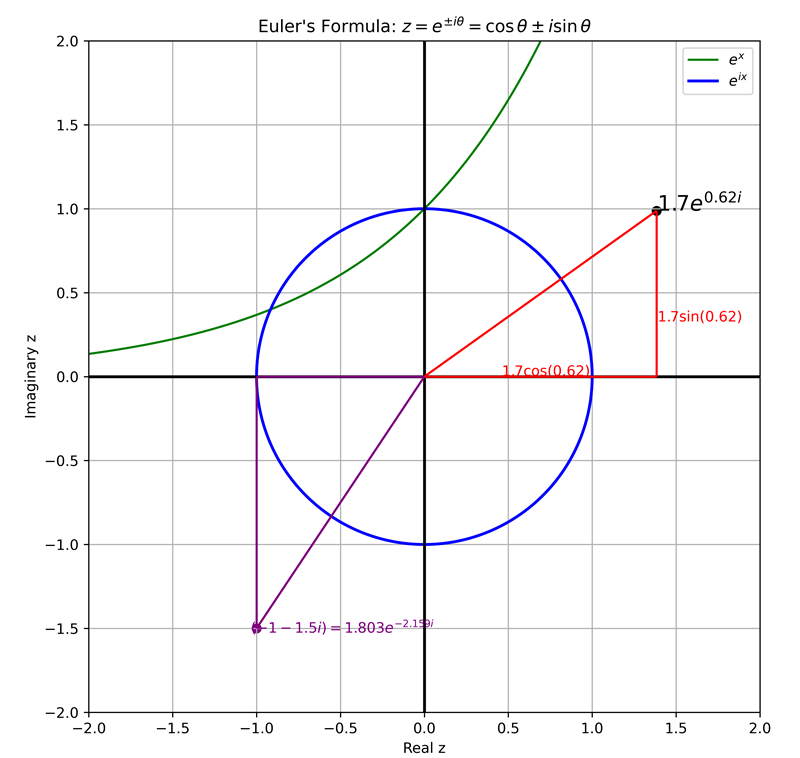 Euler's Formula: z = e^{±iθ} = cos θ ± i sin θ
2.0
e^x
e^{ix}
1.5
1.7e^{0.62i}
1.0
0.5
1.7sin(0.62)
1.7cos(0.62)
0.0
Imaginary z
−0.5
−1.0
(−1 − 1.5i) = 1.803e^{−2.159i}
−1.5
−2.0
−2.0 −1.5 −1.0 −0.5 0.0 0.5 1.0 1.5 2.0
Real z